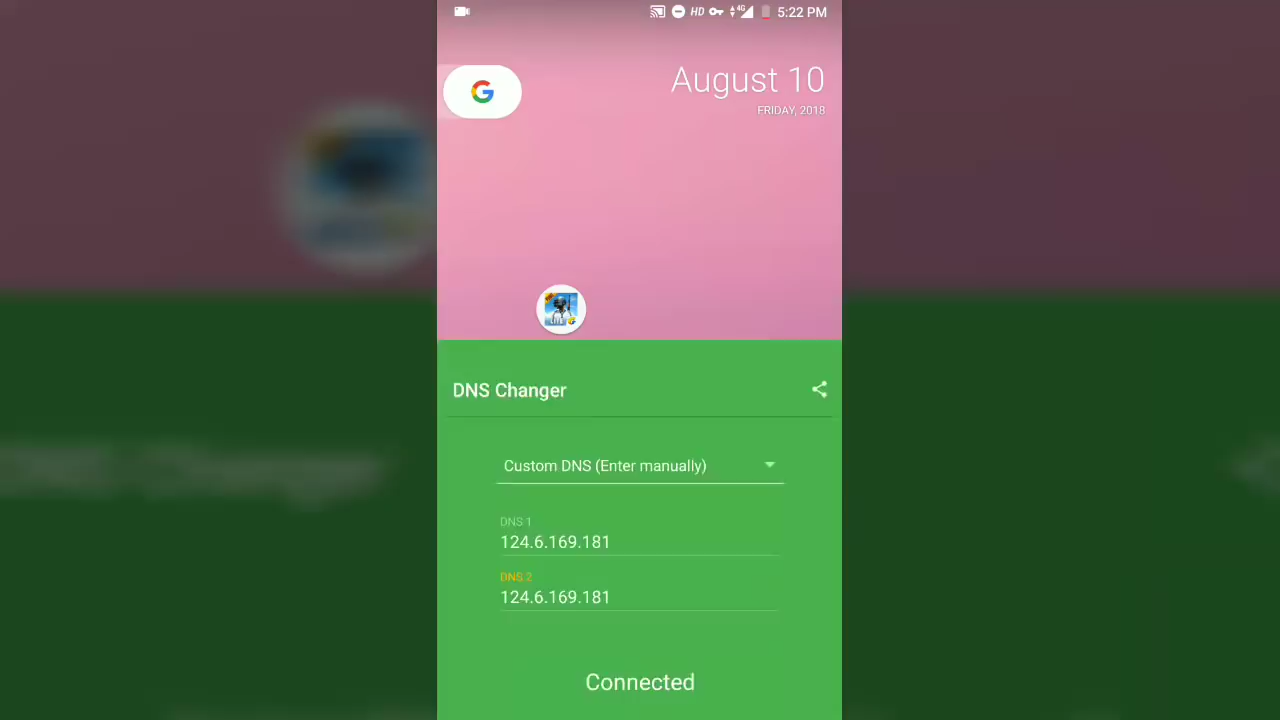 HD 4G 5:22 PM
August 10
FRIDAY, 2018
DNS Changer
Custom DNS (Enter manually)
DNS 1
124.6.169.181
DNS 2
124.6.169.181
Connected